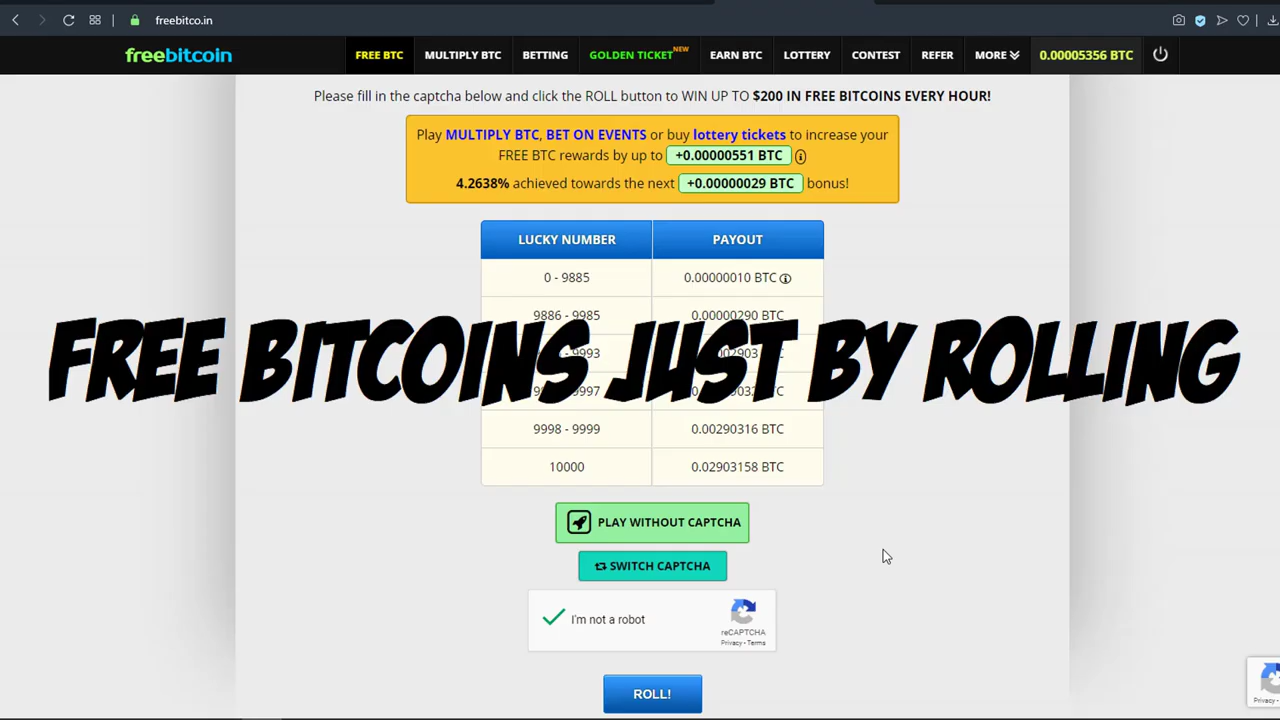 freebitco.in
freebitcoin
FREE BTC
MULTIPLY BTC
BETTING
GOLDEN TICKET NEW
EARN BTC
LOTTERY
CONTEST
REFER
MORE
0.00005356 BTC
Please fill in the captcha below and click the ROLL button to WIN UP TO $200 IN FREE BITCOINS EVERY HOUR!
Play MULTIPLY BTC, BET ON EVENTS or buy lottery tickets to increase your
FREE BTC rewards by up to +0.00000551 BTC
4.2638% achieved towards the next +0.00000029 BTC bonus!
LUCKY NUMBER PAYOUT
0 - 9885 0.00000010 BTC
9886 - 9985 0.00000290 BTC
FREE BITCOINS JUST BY ROLLING
9998 - 9999 0.00290316 BTC
10000 0.02903158 BTC
PLAY WITHOUT CAPTCHA
SWITCH CAPTCHA
I'm not a robot
reCAPTCHA
Privacy - Terms
ROLL!
Privacy -